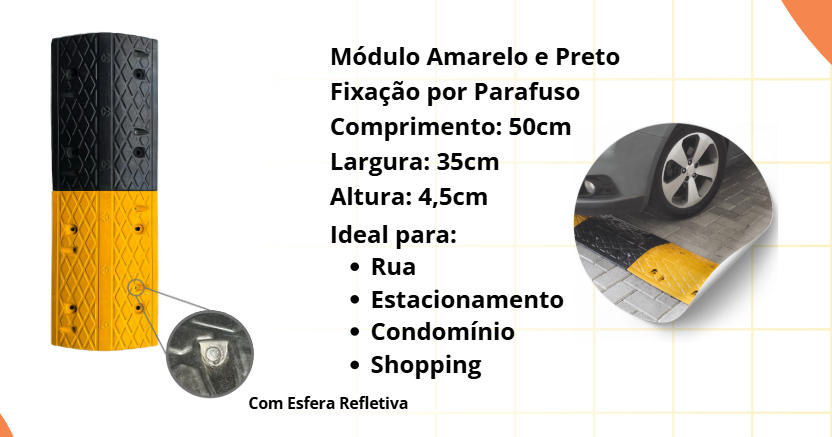 Módulo Amarelo e Preto
Fixação por Parafuso
Comprimento: 50cm
Largura: 35cm
Altura: 4,5cm
Ideal para:
• Rua
• Estacionamento
• Condomínio
• Shopping
Com Esfera Refletiva